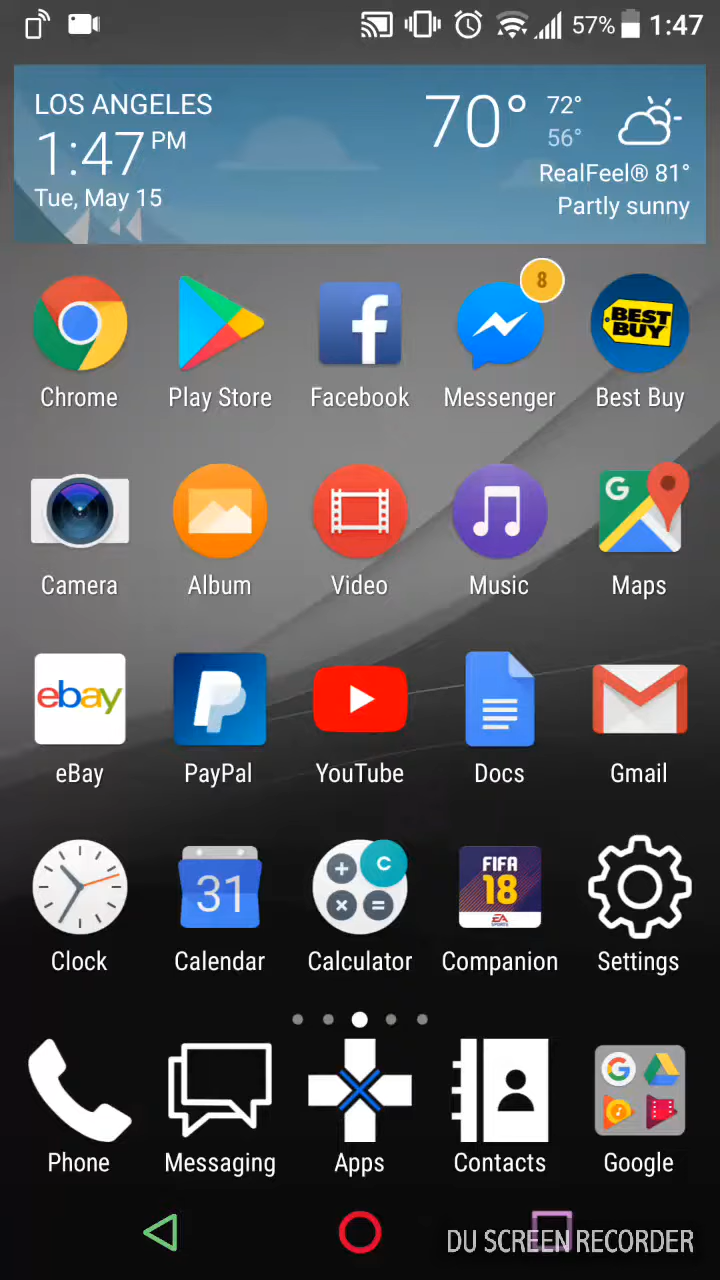 57% 1:47
LOS ANGELES
1:47 PM
Tue, May 15
70° 72°
56°
RealFeel® 81°
Partly sunny
8
BEST
BUY
Chrome Play Store Facebook Messenger Best Buy
G
Camera Album Video Music Maps
ebay
eBay PayPal YouTube Docs Gmail
31
C
FIFA
18
EA
SPORTS
Clock Calendar Calculator Companion Settings
G
Phone Messaging Apps Contacts Google
DU SCREEN RECORDER